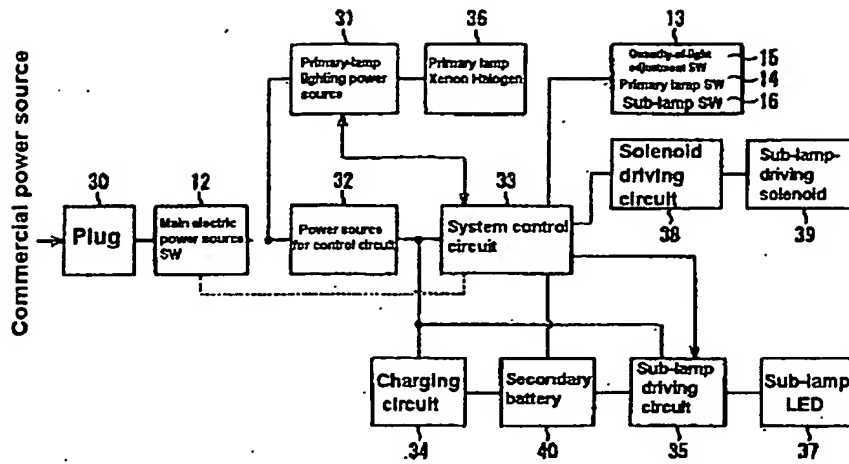 Commercial power source
31
Primary-lamp
lighting power
source
36
Primary lamp
Xenon Halogen
13
Quantity-of-light
adjustment SW
15
Primary lamp SW
14
Sub-lamp SW
16
30
Plug
12
Main electric
power source
SW
32
Power source
for control circuit
33
System control
circuit
Solenoid
driving
circuit
38
Sub-lamp-
driving
solenoid
39
Charging
circuit
34
Secondary
battery
40
Sub-lamp
driving
circuit
35
Sub-lamp
LED
37